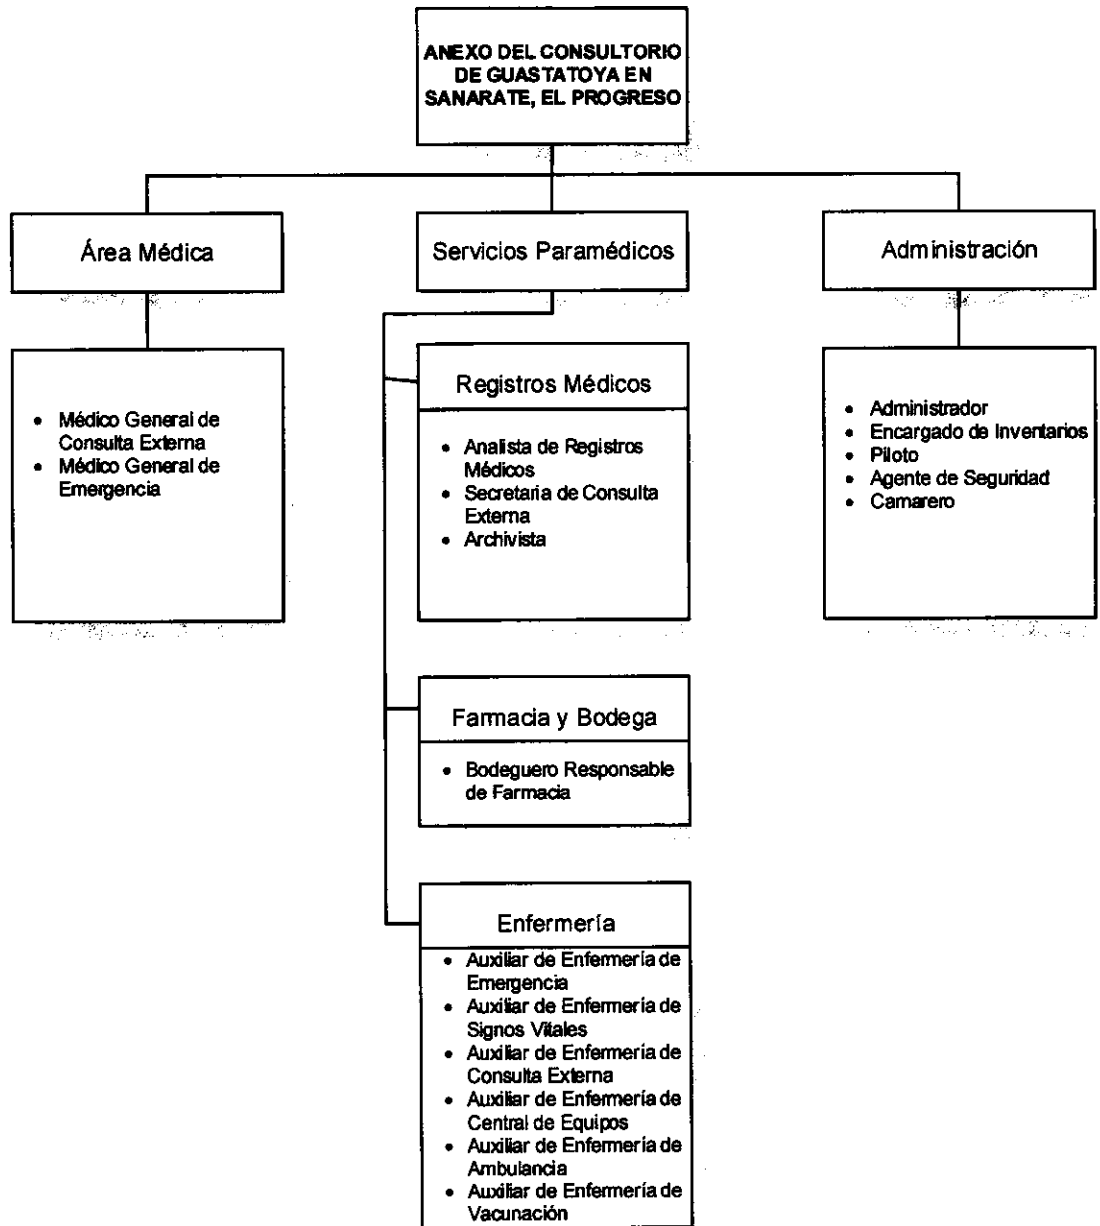 ANEXO DEL CONSULTORIO
DE GUASTATOYA EN
SANARATE, EL PROGRESO
Área Médica
Servicios Paramédicos
Administración
• Médico General de
Consulta Externa
• Médico General de
Emergencia
Registros Médicos
• Analista de Registros
Médicos
• Secretaria de Consulta
Externa
• Archivista
• Administrador
• Encargado de Inventarios
• Piloto
• Agente de Seguridad
• Camarero
Farmacia y Bodega
• Bodeguero Responsable
de Farmacia
Enfermería
• Auxiliar de Enfermería de
Emergencia
• Auxiliar de Enfermería de
Signos Vitales
• Auxiliar de Enfermería de
Consulta Externa
• Auxiliar de Enfermería de
Central de Equipos
• Auxiliar de Enfermería de
Ambulancia
• Auxiliar de Enfermería de
Vacunación